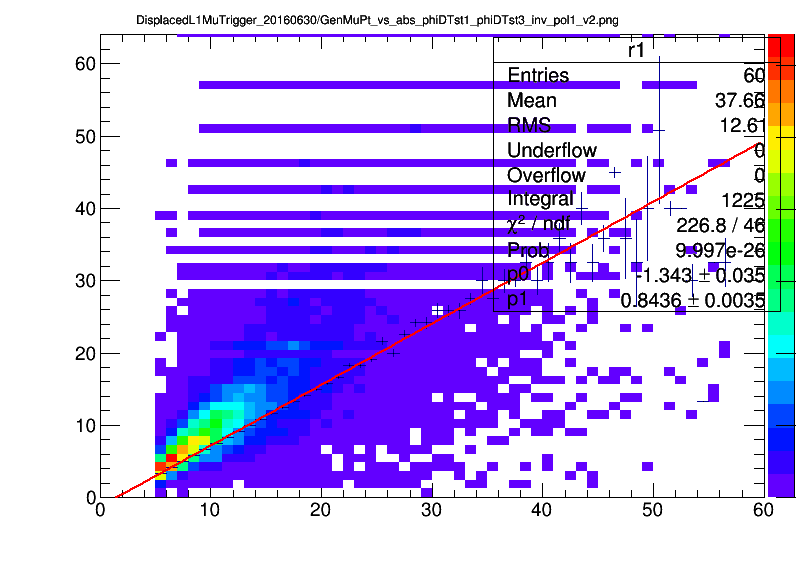 DisplacedL1MuTrigger_20160630/GenMuPt_vs_abs_phiDTst1_phiDTst3_inv_pol1_v2.png
r1
Entries 60
Mean 37.66
RMS 12.61
Underflow 0
Overflow 0
Integral 1225
χ² / ndf 226.8 / 46
Prob 9.997e-26
p0 -1.343 ± 0.035
p1 0.8436 ± 0.0035
60
50
40
30
20
10
0
0 10 20 30 40 50 60